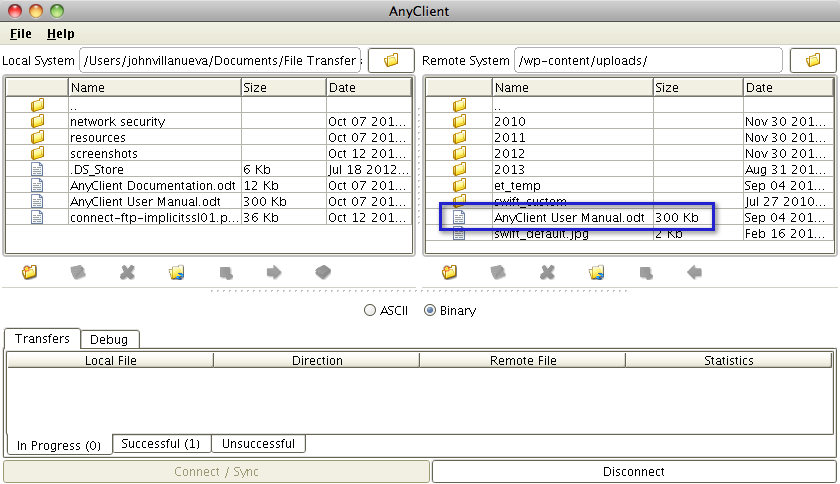 AnyClient
File Help
Local System /Users/johnvillanueva/Documents/File Transfer Remote System /wp-content/uploads/
Name Size Date Name Size Date
.. ..
network security Oct 07 201... 2010 Nov 30 201...
resources Oct 07 201... 2011 Nov 30 201...
screenshots Oct 12 201... 2012 Nov 30 201...
.DS_Store 6 Kb Jul 18 2012... 2013 Aug 31 201...
AnyClient Documentation.odt 12 Kb Oct 07 201... et_temp Sep 04 201...
AnyClient User Manual.odt 300 Kb Oct 07 201... swift_custom Jul 27 2010...
connect-ftp-implicitssl01.p... 36 Kb Oct 12 201... AnyClient User Manual.odt 300 Kb Sep 04 201...
swift_default.jpg 2 Kb Feb 16 201...
ASCII Binary
Transfers Debug
Local File Direction Remote File Statistics
In Progress (0) Successful (1) Unsuccessful
Connect / Sync Disconnect